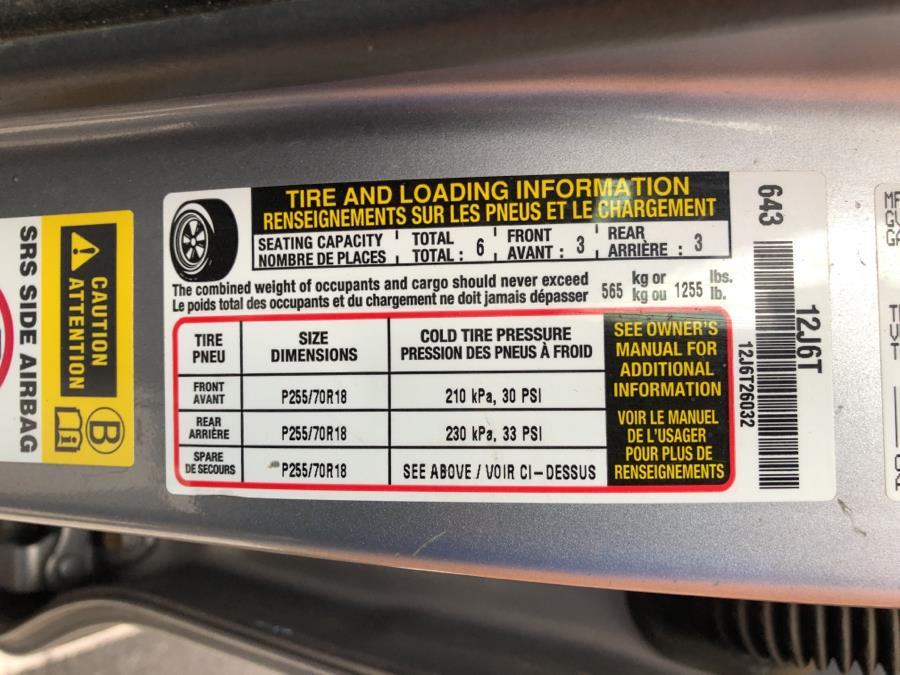 TIRE AND LOADING INFORMATION
RENSEIGNEMENTS SUR LES PNEUS ET LE CHARGEMENT
SEATING CAPACITY TOTAL FRONT REAR
NOMBRE DE PLACES TOTAL : 6 AVANT : 3 ARRIÈRE : 3
The combined weight of occupants and cargo should never exceed 565 kg or 1255 lbs.
Le poids total des occupants et du chargement ne doit jamais dépasser kg ou lb.
TIRE SIZE COLD TIRE PRESSURE
PNEU DIMENSIONS PRESSION DES PNEUS À FROID
FRONT
AVANT P255/70R18 210 kPa, 30 PSI
REAR
ARRIÈRE P255/70R18 230 kPa, 33 PSI
SPARE
DE SECOURS P255/70R18 SEE ABOVE / VOIR CI-DESSUS
SEE OWNER'S
MANUAL FOR
ADDITIONAL
INFORMATION
VOIR LE MANUEL
DE L'USAGER
POUR PLUS DE
RENSEIGNEMENTS
643
12J6T
12J6T26032
CAUTION
ATTENTION
B
i
SRS SIDE AIRBAG